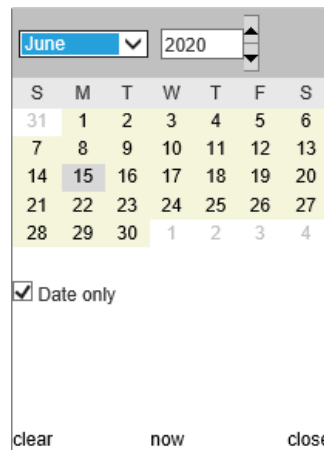 June 2020
S M T W T F S
31 1 2 3 4 5 6
7 8 9 10 11 12 13
14 15 16 17 18 19 20
21 22 23 24 25 26 27
28 29 30 1 2 3 4
Date only
clear now close